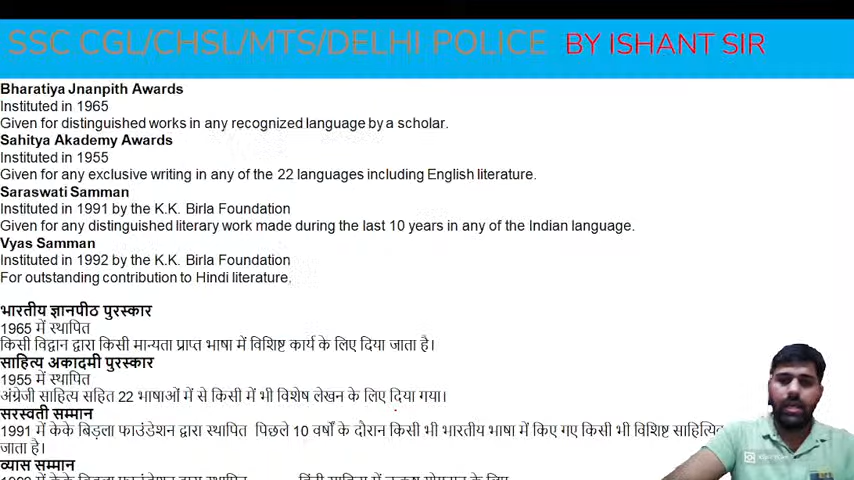 SSC CGL/CHSL/MTS/DELHI POLICE BY ISHANT SIR
Bharatiya Jnanpith Awards
Instituted in 1965
Given for distinguished works in any recognized language by a scholar.
Sahitya Akademy Awards
Instituted in 1955
Given for any exclusive writing in any of the 22 languages including English literature.
Saraswati Samman
Instituted in 1991 by the K.K. Birla Foundation
Given for any distinguished literary work made during the last 10 years in any of the Indian language.
Vyas Samman
Instituted in 1992 by the K.K. Birla Foundation
For outstanding contribution to Hindi literature.
भारतीय ज्ञानपीठ पुरस्कार
1965 में स्थापित
किसी विद्वान द्वारा किसी मान्यता प्राप्त भाषा में विशिष्ट कार्य के लिए दिया जाता है।
साहित्य अकादमी पुरस्कार
1955 में स्थापित
अंग्रेजी साहित्य सहित 22 भाषाओं में से किसी में भी विशेष लेखन के लिए दिया गया।
सरस्वती सम्मान
1991 में केके बिड़ला फाउंडेशन द्वारा स्थापित पिछले 10 वर्षों के दौरान किसी भी भारतीय भाषा में किए गए किसी भी विशिष्ट
जाता है।
व्यास सम्मान